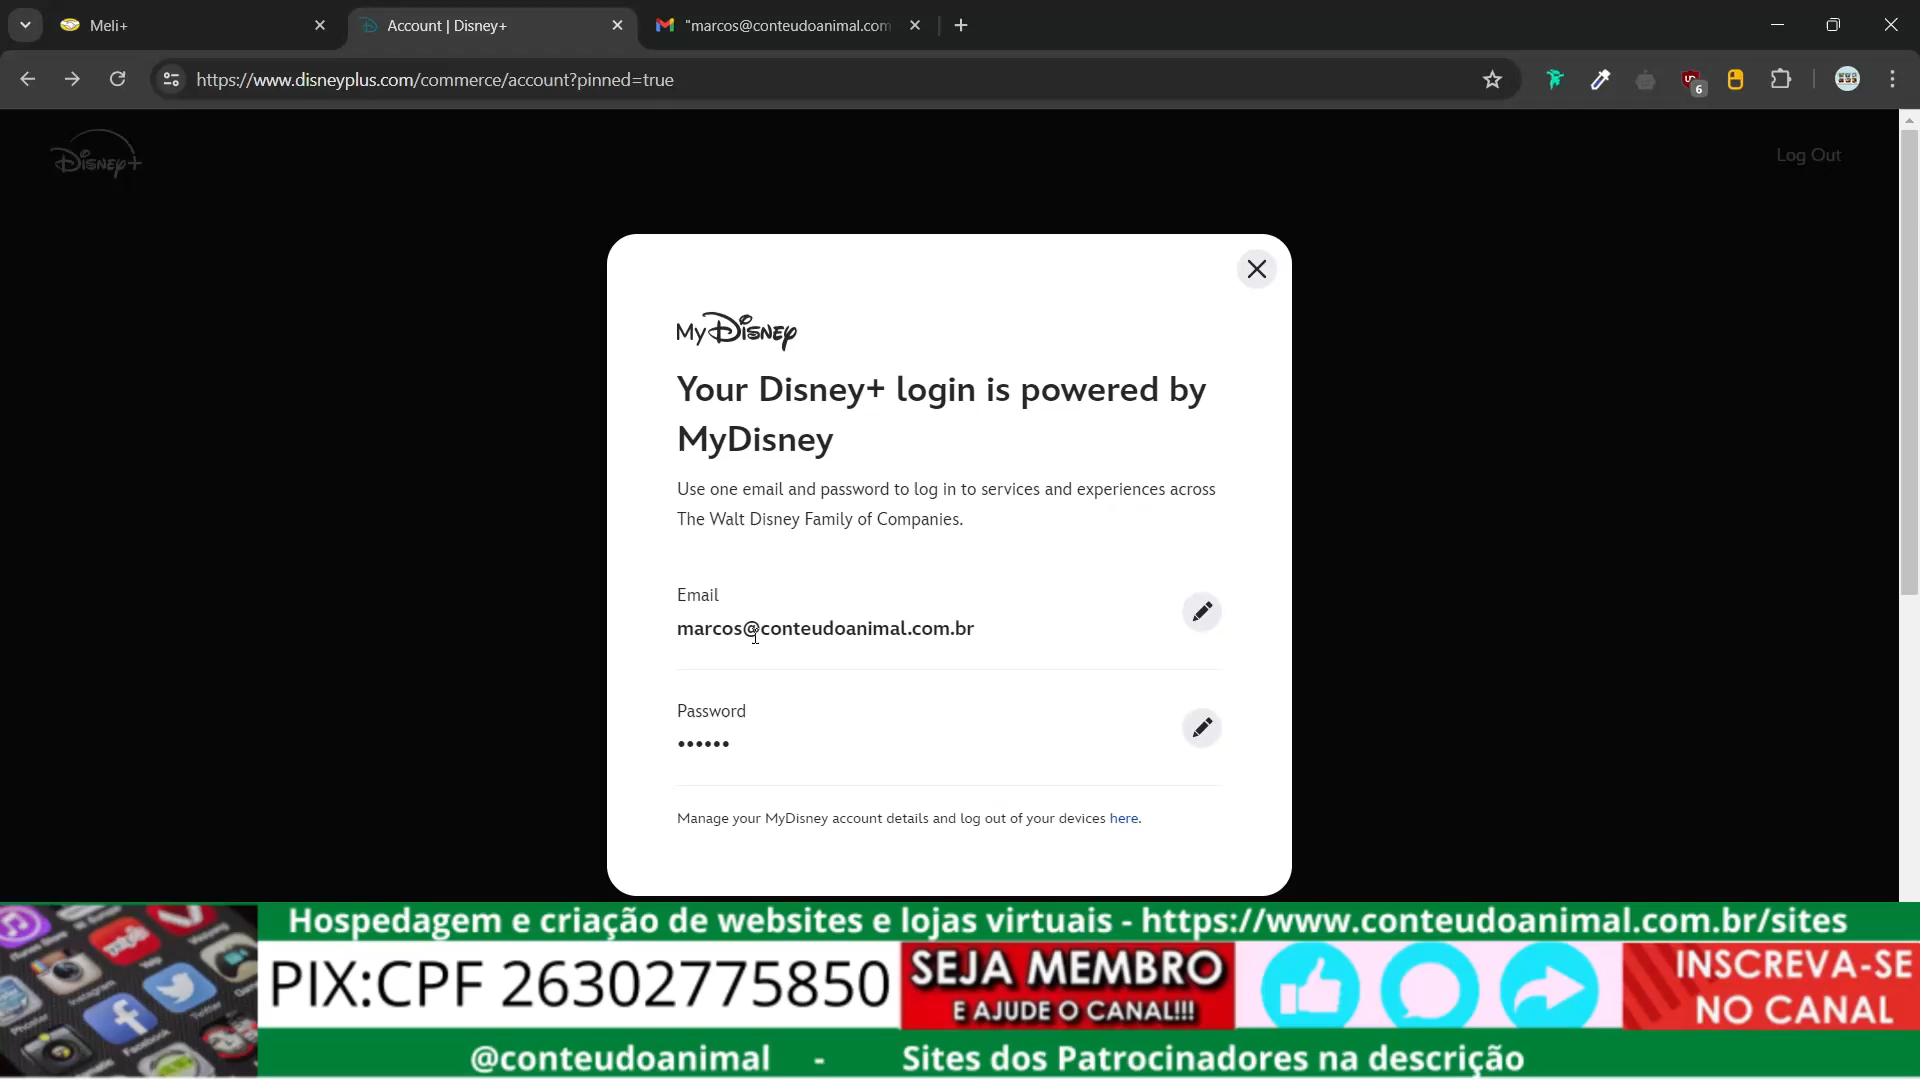 Meli+
Account | Disney+
"marcos@conteudoanimal.com
https://www.disneyplus.com/commerce/account?pinned=true
6
Disney+
Log Out
MyDisney
Your Disney+ login is powered by
MyDisney
Use one email and password to log in to services and experiences across
The Walt Disney Family of Companies.
Email
marcos@conteudoanimal.com.br
Password
••••••
Manage your MyDisney account details and log out of your devices here.
Hospedagem e criação de websites e lojas virtuais - https://www.conteudoanimal.com.br/sites
PIX:CPF 26302775850
SEJA MEMBRO
E AJUDE O CANAL!!!
INSCREVA-SE
NO CANAL
@conteudoanimal - Sites dos Patrocinadores na descrição